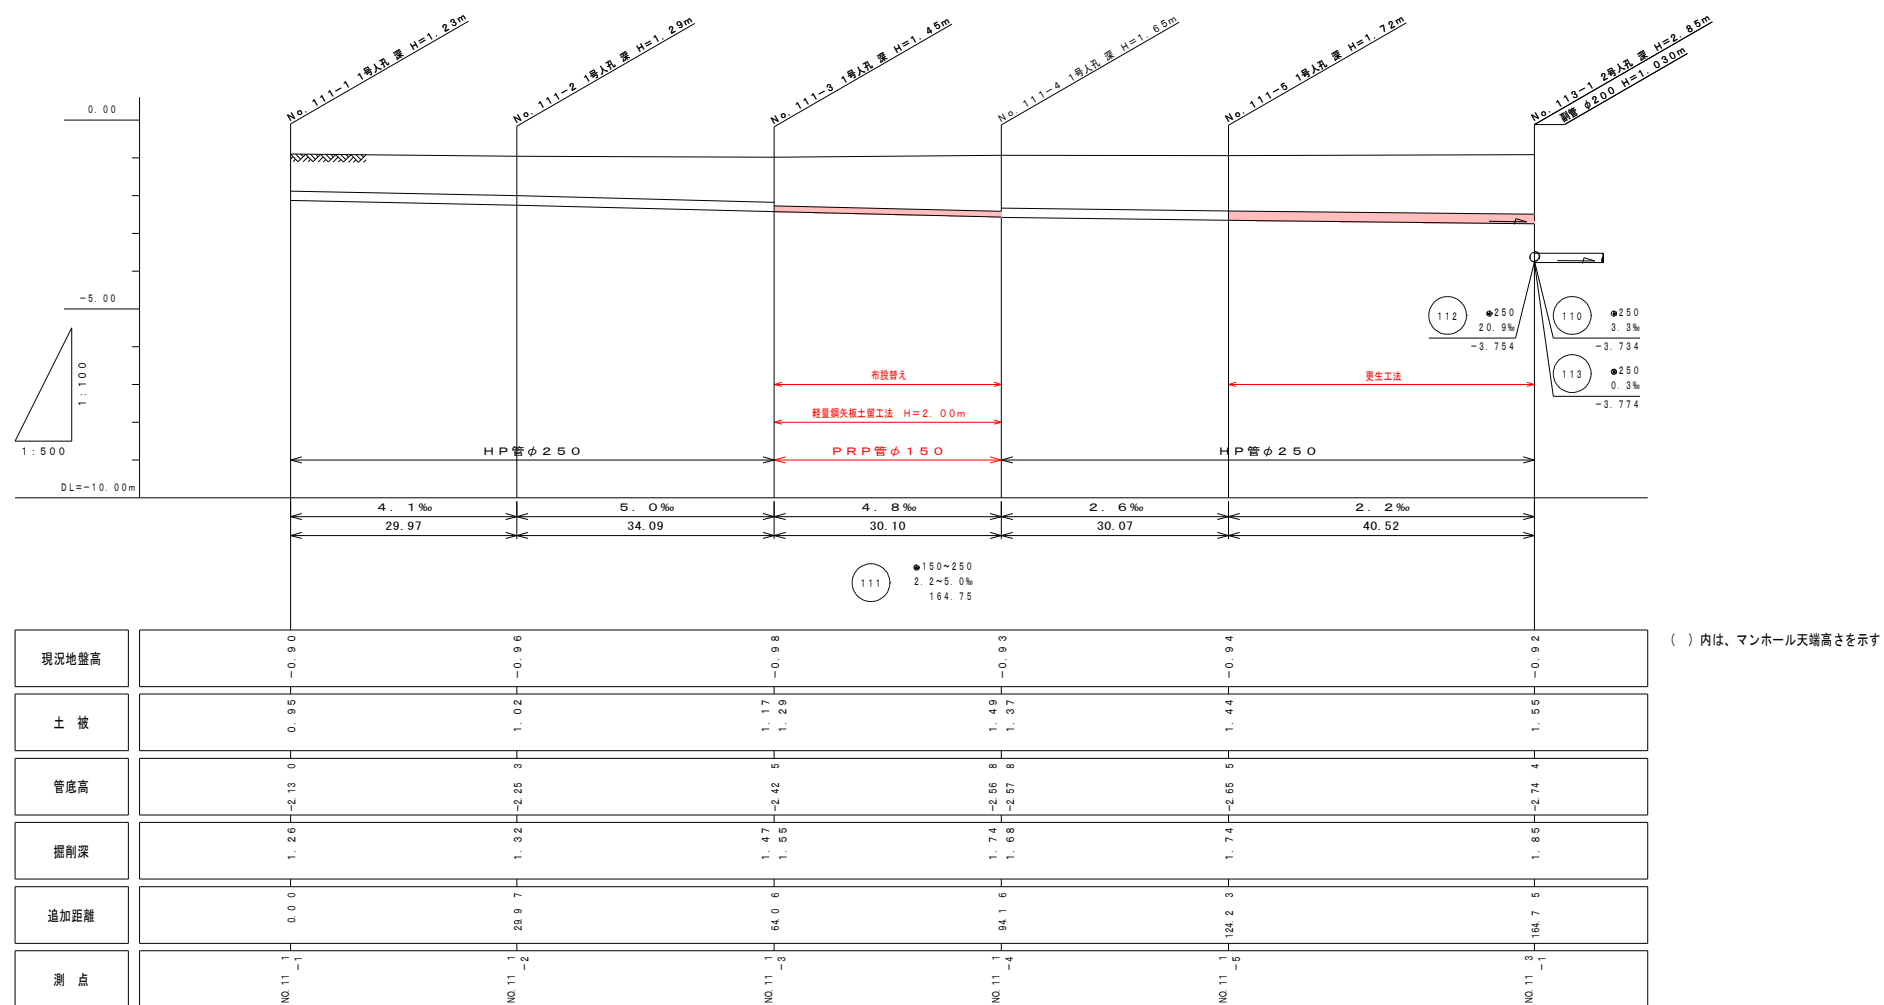 No. 111-1 1号人孔 深 H=1. 23m
No. 111-2 1号人孔 深 H=1. 29m
No. 111-3 1号人孔 深 H=1. 45m
No. 111-4 1号人孔 深 H=1. 65m
No. 111-5 1号人孔 深 H=1. 72m
No. 113-1 2号人孔 深 H=2. 85m
副管 φ200 H=1. 030m
0. 00
-5. 00
1:100
1:500
DL=-10. 00m
112 250
20. 9‰
-3. 754
110 250
3. 3‰
-3. 734
113 250
0. 3‰
-3. 774
布設替え
更生工法
軽量鋼矢板土留工法 H=2. 00m
HP管φ250
PRP管φ150
HP管φ250
4. 1‰ 5. 0‰ 4. 8‰ 2. 6‰ 2. 2‰
29.97 34.09 30.10 30.07 40.52
111 150~250
2. 2~5. 0‰
164. 75
( )内は、マンホール天端高さを示す
現況地盤高 -0. 90 -0. 96 -0. 98 -0. 93 -0. 94 -0. 92
土 被 0. 95 1. 02 1. 17 1. 29 1. 49 1. 37 1. 44 1. 55
管底高 -2. 130 -2. 253 -2. 425 -2. 568 -2. 578 -2. 655 -2. 744
掘削深 1. 26 1. 32 1. 47 1. 55 1. 74 1. 68 1. 74 1. 85
追加距離 0.00 29.97 64.06 94.16 124.23 164.75
測 点 NO.111-1 NO.111-2 NO.111-3 NO.111-4 NO.111-5 NO.113-1